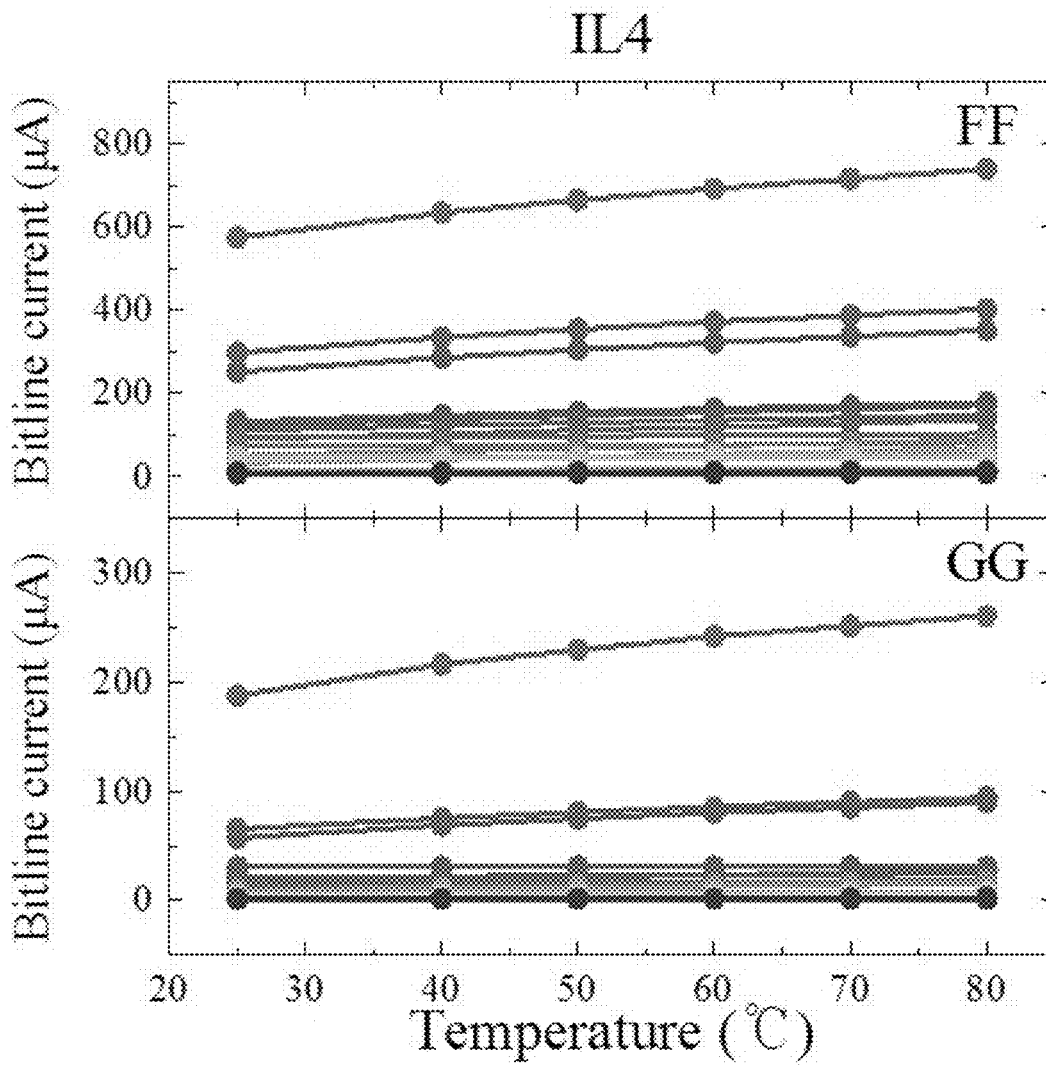 IL4
FF
Bitline current (μA)
800
600
400
200
0
GG
Bitline current (μA)
300
200
100
0
20 30 40 50 60 70 80
Temperature (℃)